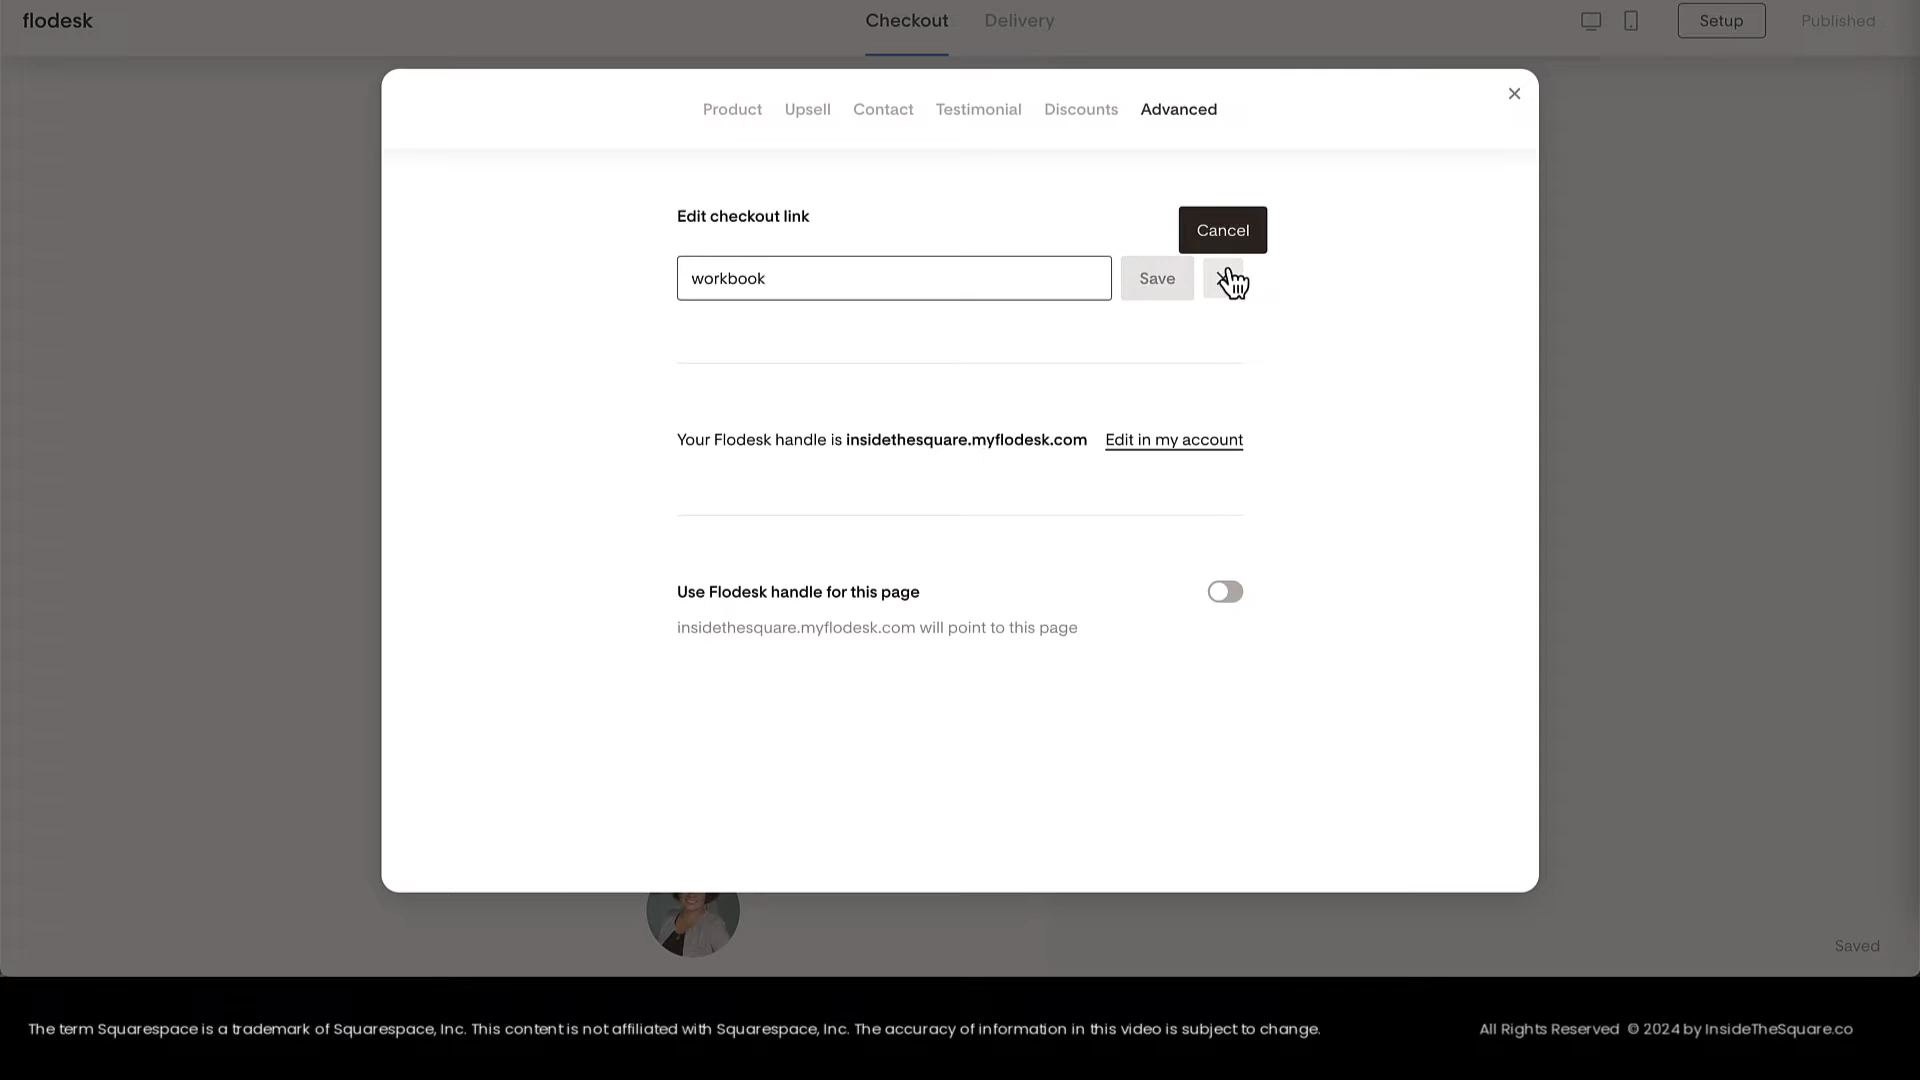 flodesk
Checkout
Delivery
Setup
Published
Product
Upsell
Contact
Testimonial
Discounts
Advanced
Edit checkout link
Cancel
workbook
Save
Your Flodesk handle is insidethesquare.myflodesk.com
Edit in my account
Use Flodesk handle for this page
insidethesquare.myflodesk.com will point to this page
Saved
The term Squarespace is a trademark of Squarespace, Inc. This content is not affiliated with Squarespace, Inc. The accuracy of information in this video is subject to change.
All Rights Reserved © 2024 by InsideTheSquare.co